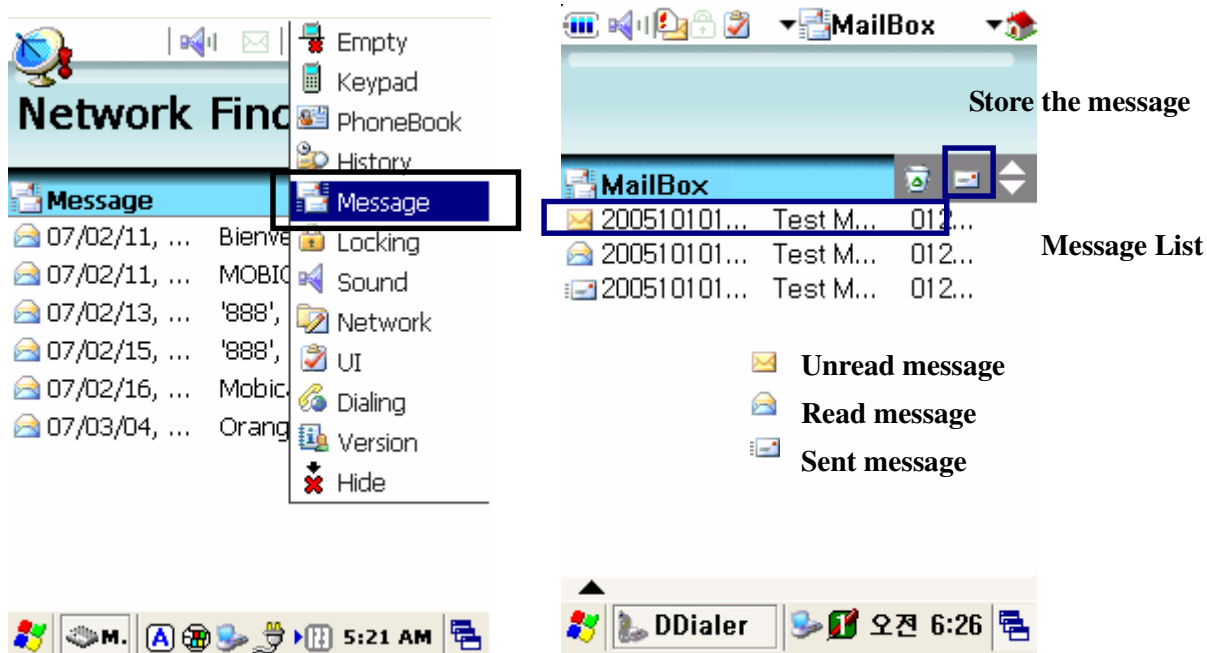 Empty
Keypad
Network Find
PhoneBook
History
Message
Message
07/02/11, ... Bienve
Locking
07/02/11, ... MOBIC
Sound
07/02/13, ... '888',
Network
07/02/15, ... '888',
UI
07/02/16, ... Mobic
Dialing
07/03/04, ... Orang
Version
Hide
M. A 5:21 AM
MailBox
Store the message
MailBox
200510101... Test M... 012...
200510101... Test M... 012...
200510101... Test M... 012...
Message List
Unread message
Read message
Sent message
DDialer 오전 6:26